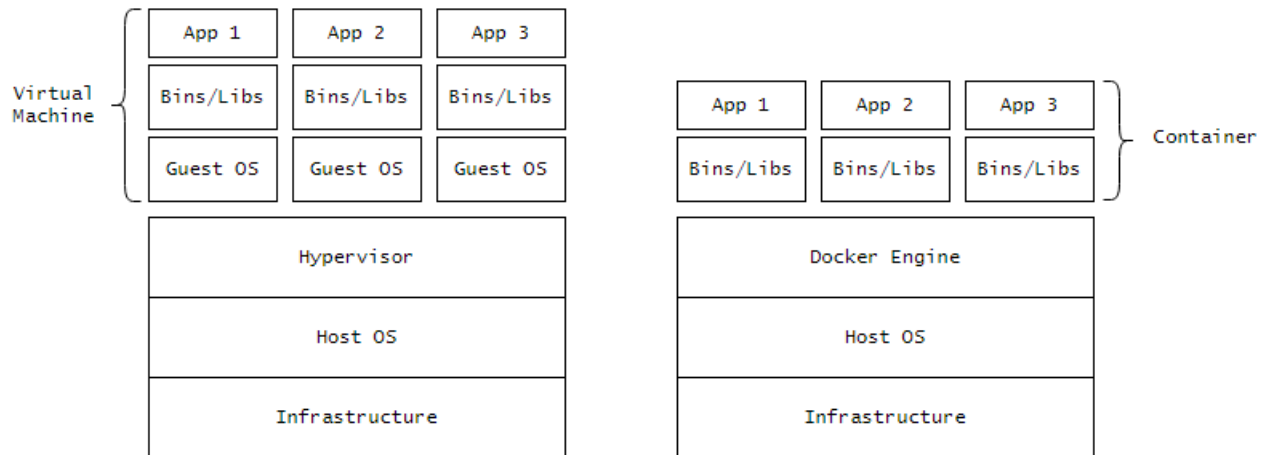 App 1 App 2 App 3
Virtual
Machine
Bins/Libs Bins/Libs Bins/Libs
Guest OS Guest OS Guest OS
Hypervisor
Host OS
Infrastructure
App 1 App 2 App 3
Container
Bins/Libs Bins/Libs Bins/Libs
Docker Engine
Host OS
Infrastructure